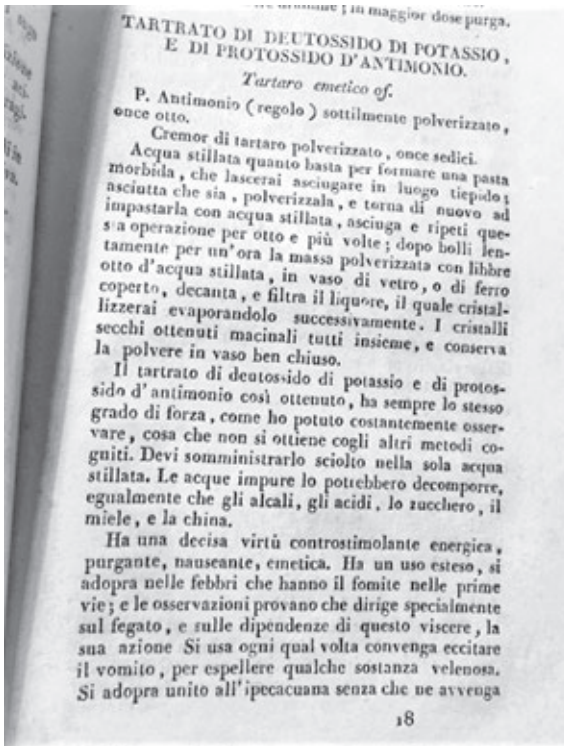 in maggior dose purga.
TARTRATO DI DEUTOSSIDO DI POTASSIO,
E DI PROTOSSIDO D'ANTIMONIO.
Tartaro emetico of.
P. Antimonio (regolo) sottilmente polverizzato,
once otto.
Cremor di tartaro polverizzato, once sedici.
Acqua stillata quanto basta per formare una pasta
morbida, che lascerai asciugare in luogo tiepido;
asciutta che sia, polverizzala, e torna di nuovo ad
impastarla con acqua stillata, asciuga e ripeti que-
sta operazione per otto e più volte; dopo bolli len-
tamente per un'ora la massa polverizzata con libbre
otto d'acqua stillata, in vaso di vetro, o di ferro
coperto, decanta, e filtra il liquore, il quale cristal-
lizzerai evaporandolo successivamente. I cristalli
secchi ottenuti macinali tutti insieme, e conserva
la polvere in vaso ben chiuso.
Il tartrato di deutossido di potassio e di protos-
sido d'antimonio così ottenuto, ha sempre lo stesso
grado di forza, come ho potuto costantemente osser-
vare, cosa che non si ottiene cogli altri metodi co-
gniti. Devi somministrarlo sciolto nella sola acqua
stillata. Le acque impure lo potrebbero decomporre,
egualmente che gli alcali, gli acidi, lo zucchero, il
miele, e la china.
Ha una decisa virtù controstimolante energica,
purgante, nauseante, emetica. Ha un uso esteso, si
adopra nelle febbri che hanno il fomite nelle prime
vie; e le osservazioni provano che dirige specialmente
sul fegato, e sulle dipendenze di questo viscere, la
sua azione Si usa ogni qual volta convenga eccitare
il vomito, per espellere qualche sostanza velenosa.
Si adopra unito all'ipecacuana senza che ne avvenga
18